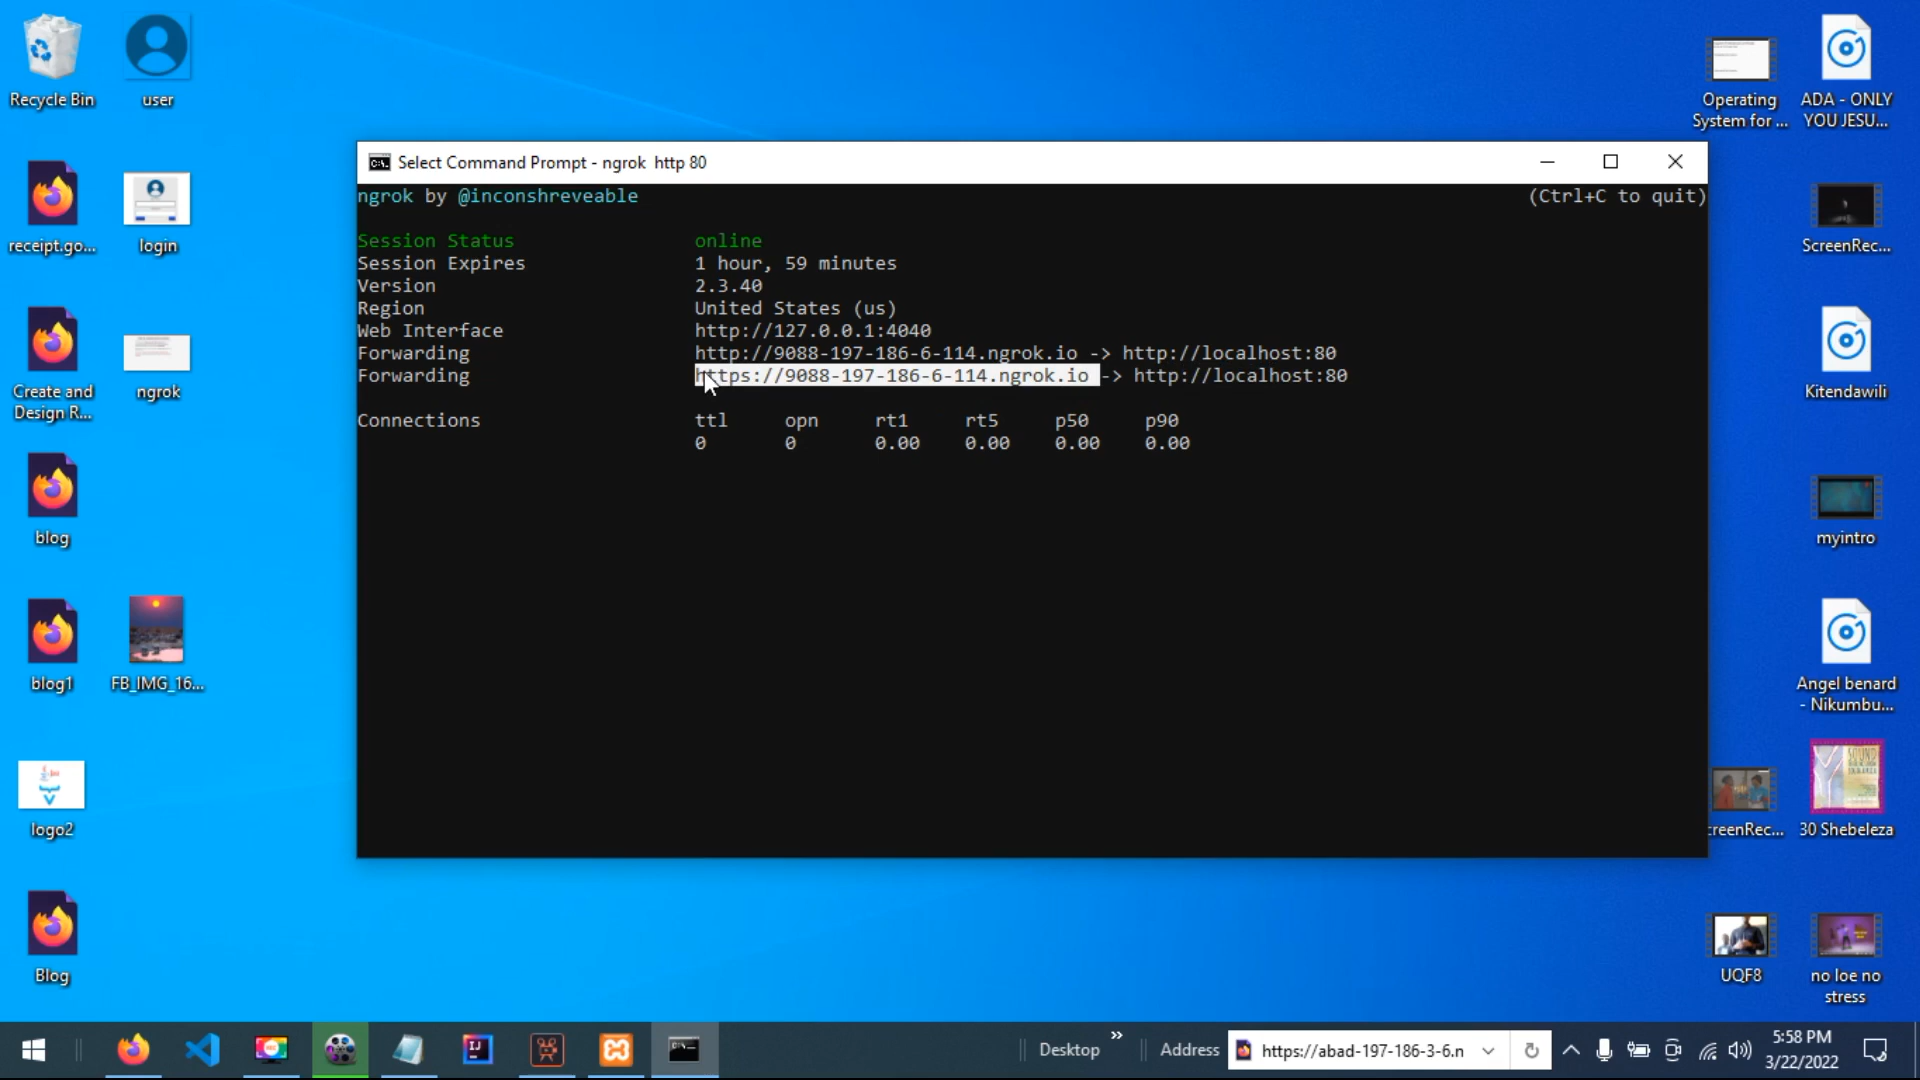 Recycle Bin
user
Operating System for ...
ADA - ONLY YOU JESU...
receipt.go...
login
ScreenRec...
Create and Design R...
ngrok
Kitendawili
blog
myintro
blog1
FB_IMG_16...
Angel benard - Nikumbu...
logo2
creenRec...
30 Shebeleza
Blog
UQF8
no loe no stress
Select Command Prompt - ngrok http 80
ngrok by @inconshreveable (Ctrl+C to quit)
Session Status online
Session Expires 1 hour, 59 minutes
Version 2.3.40
Region United States (us)
Web Interface http://127.0.0.1:4040
Forwarding http://9088-197-186-6-114.ngrok.io -> http://localhost:80
Forwarding https://9088-197-186-6-114.ngrok.io -> http://localhost:80
Connections ttl opn rt1 rt5 p50 p90
0 0 0.00 0.00 0.00 0.00
Desktop
Address
https://abad-197-186-3-6.n
5:58 PM
3/22/2022